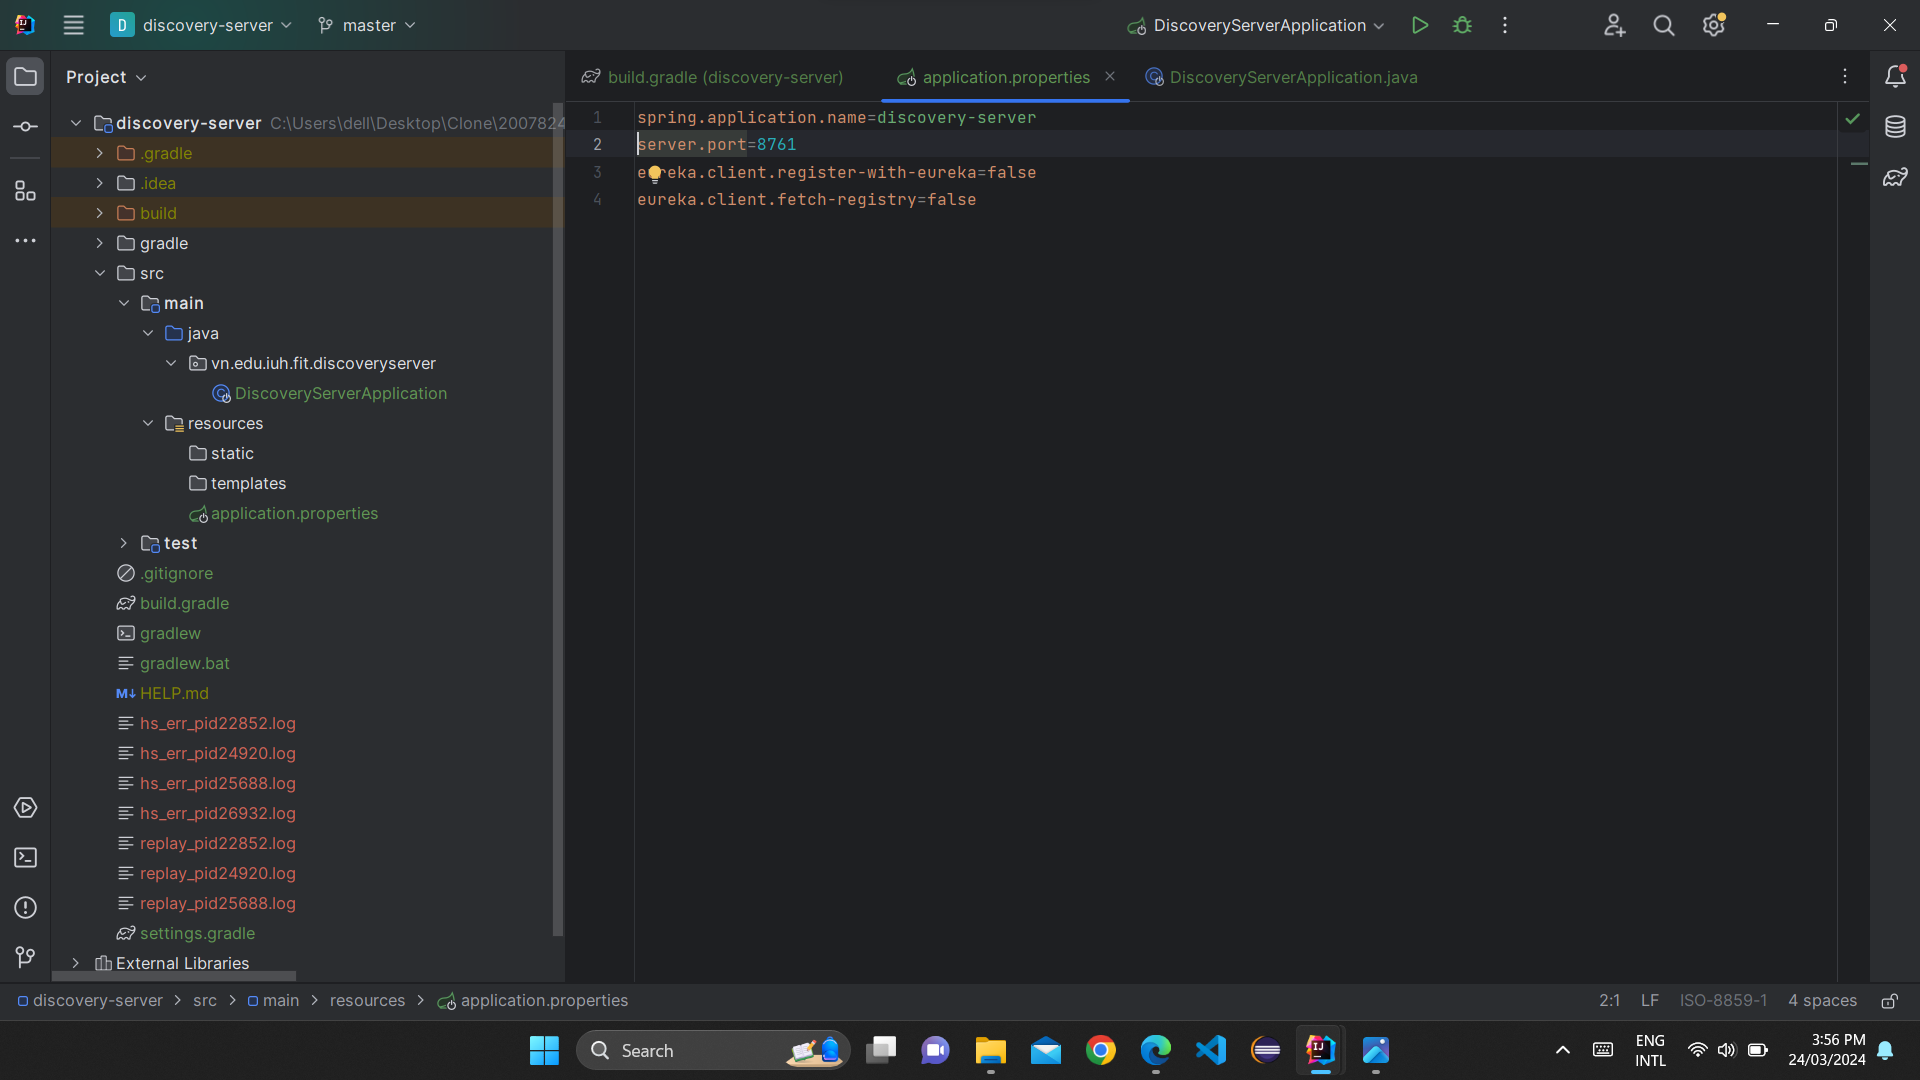 D discovery-server master DiscoveryServerApplication
Project
build.gradle (discovery-server) application.properties DiscoveryServerApplication.java
discovery-server C:\Users\dell\Desktop\Clone\2007824
.gradle
.idea
build
gradle
src
main
java
vn.edu.iuh.fit.discoveryserver
DiscoveryServerApplication
resources
static
templates
application.properties
test
.gitignore
build.gradle
gradlew
gradlew.bat
M↓ HELP.md
hs_err_pid22852.log
hs_err_pid24920.log
hs_err_pid25688.log
hs_err_pid26932.log
replay_pid22852.log
replay_pid24920.log
replay_pid25688.log
settings.gradle
External Libraries
1 spring.application.name=discovery-server
2 server.port=8761
3 eureka.client.register-with-eureka=false
4 eureka.client.fetch-registry=false
discovery-server > src > main > resources > application.properties
2:1 LF ISO-8859-1 4 spaces
Search
ENG
INTL
3:56 PM
24/03/2024